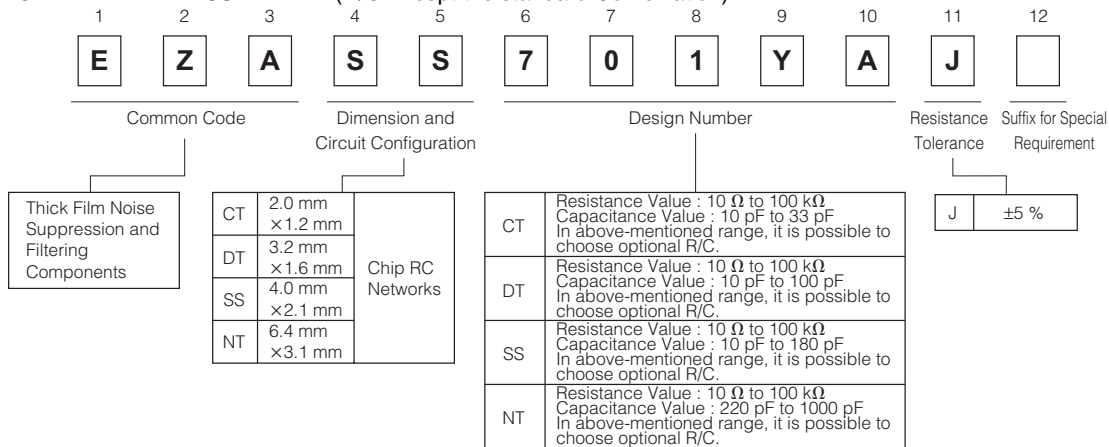 1 2 3 4 5 6 7 8 9 10 11 12
E Z A S S 7 0 1 Y A J
Common Code
Dimension and
Circuit Configuration
Design Number
Resistance
Tolerance
Suffix for Special
Requirement
Thick Film Noise
Suppression and
Filtering
Components
CT 2.0 mm
×1.2 mm
DT 3.2 mm
×1.6 mm
SS 4.0 mm
×2.1 mm
NT 6.4 mm
×3.1 mm
Chip RC
Networks
CT
Resistance Value : 10 Ω to 100 kΩ
Capacitance Value : 10 pF to 33 pF
In above-mentioned range, it is possible to
choose optional R/C.
DT
Resistance Value : 10 Ω to 100 kΩ
Capacitance Value : 10 pF to 100 pF
In above-mentioned range, it is possible to
choose optional R/C.
SS
Resistance Value : 10 Ω to 100 kΩ
Capacitance Value : 10 pF to 180 pF
In above-mentioned range, it is possible to
choose optional R/C.
NT
Resistance Value : 10 Ω to 100 kΩ
Capacitance Value : 220 pF to 1000 pF
In above-mentioned range, it is possible to
choose optional R/C.
J ±5 %